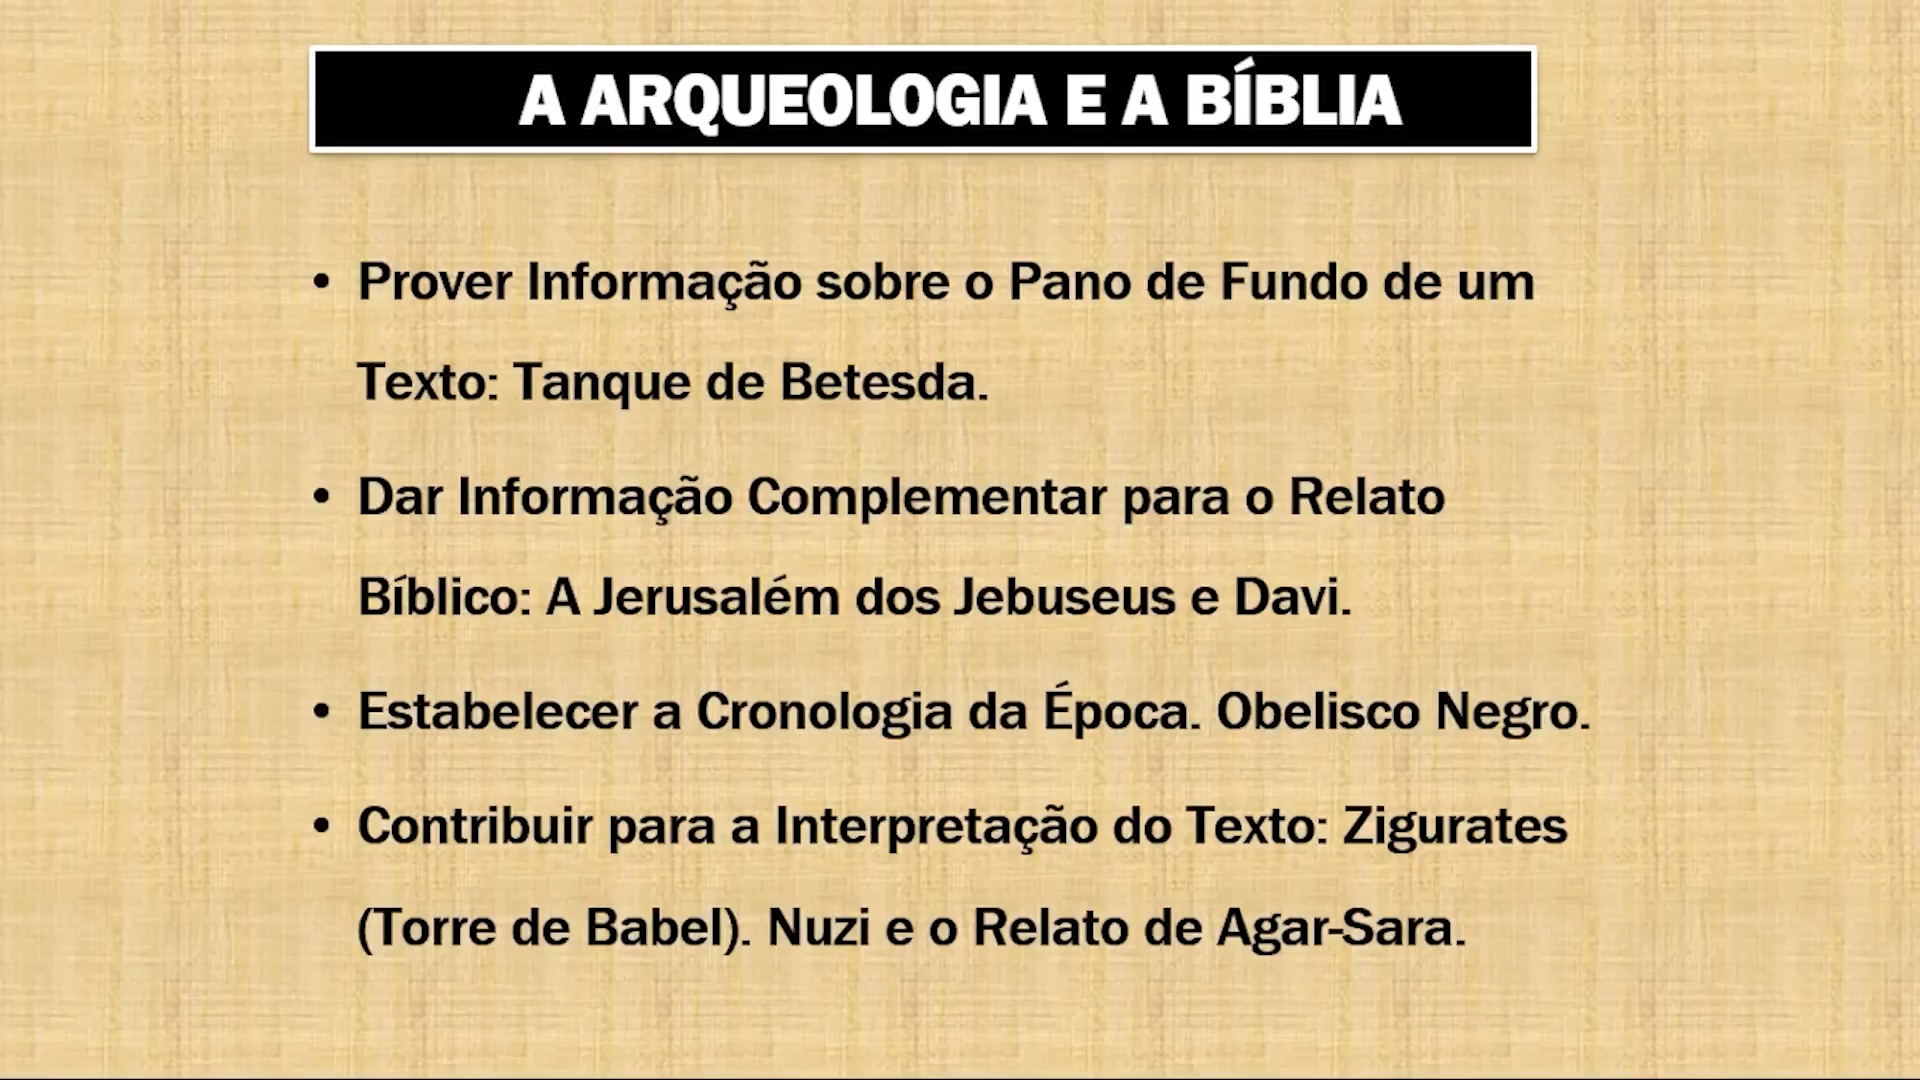 A ARQUEOLOGIA E A BÍBLIA
• Prover Informação sobre o Pano de Fundo de um
Texto: Tanque de Betesda.
• Dar Informação Complementar para o Relato
Bíblico: A Jerusalém dos Jebuseus e Davi.
• Estabelecer a Cronologia da Época. Obelisco Negro.
• Contribuir para a Interpretação do Texto: Zigurates
(Torre de Babel). Nuzi e o Relato de Agar-Sara.